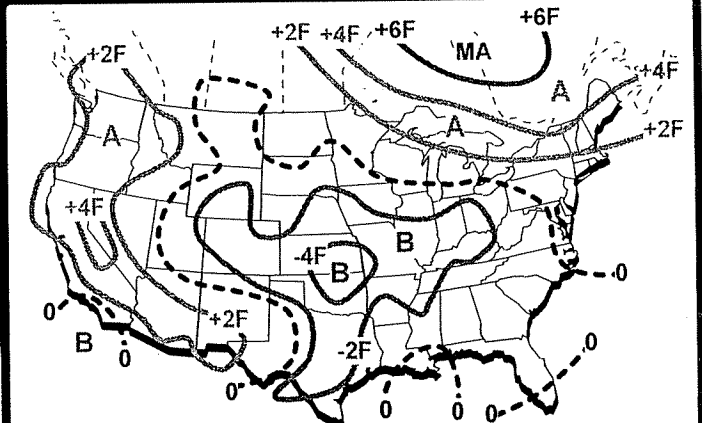 +2F +4F +6F +6F
+2F MA +4F
A
A A
+2F
+4F
B
-4F B
0
0
+2F
B 0
-2F 0
0
0 0 0